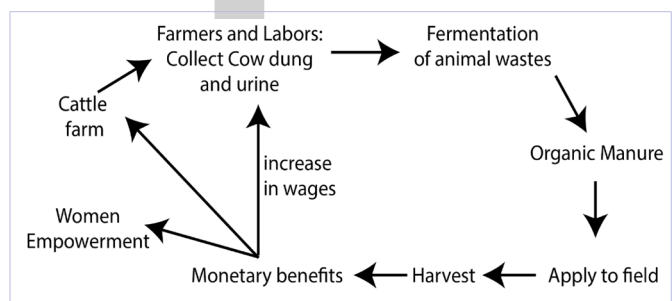 Farmers and Labors:
Collect Cow dung
and urine
Fermentation
of animal wastes
Organic Manure
Apply to field
Harvest
Monetary benefits
increase
in wages
Cattle
farm
Women
Empowerment